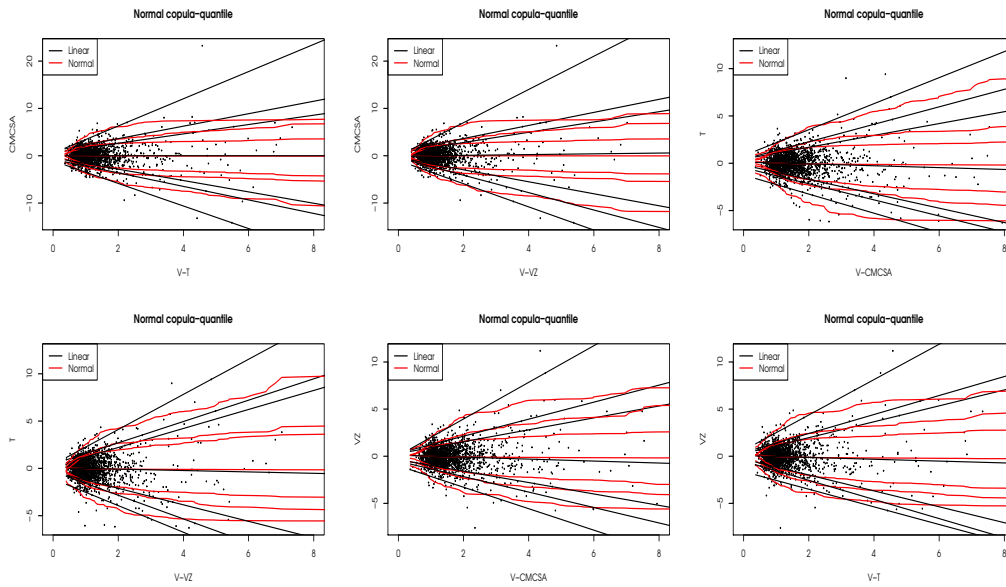 Normal copula-quantile
Linear
Normal
CMCSA
20
10
0
−10
0 2 4 6 8
V−T
Normal copula-quantile
Linear
Normal
CMCSA
20
10
0
−10
0 2 4 6 8
V−VZ
Normal copula-quantile
Linear
Normal
T
10
5
0
−5
0 2 4 6 8
V−CMCSA
Normal copula-quantile
Linear
Normal
T
10
5
0
−5
0 2 4 6 8
V−VZ
Normal copula-quantile
Linear
Normal
VZ
10
5
0
−5
0 2 4 6 8
V−CMCSA
Normal copula-quantile
Linear
Normal
VZ
10
5
0
−5
0 2 4 6 8
V−T